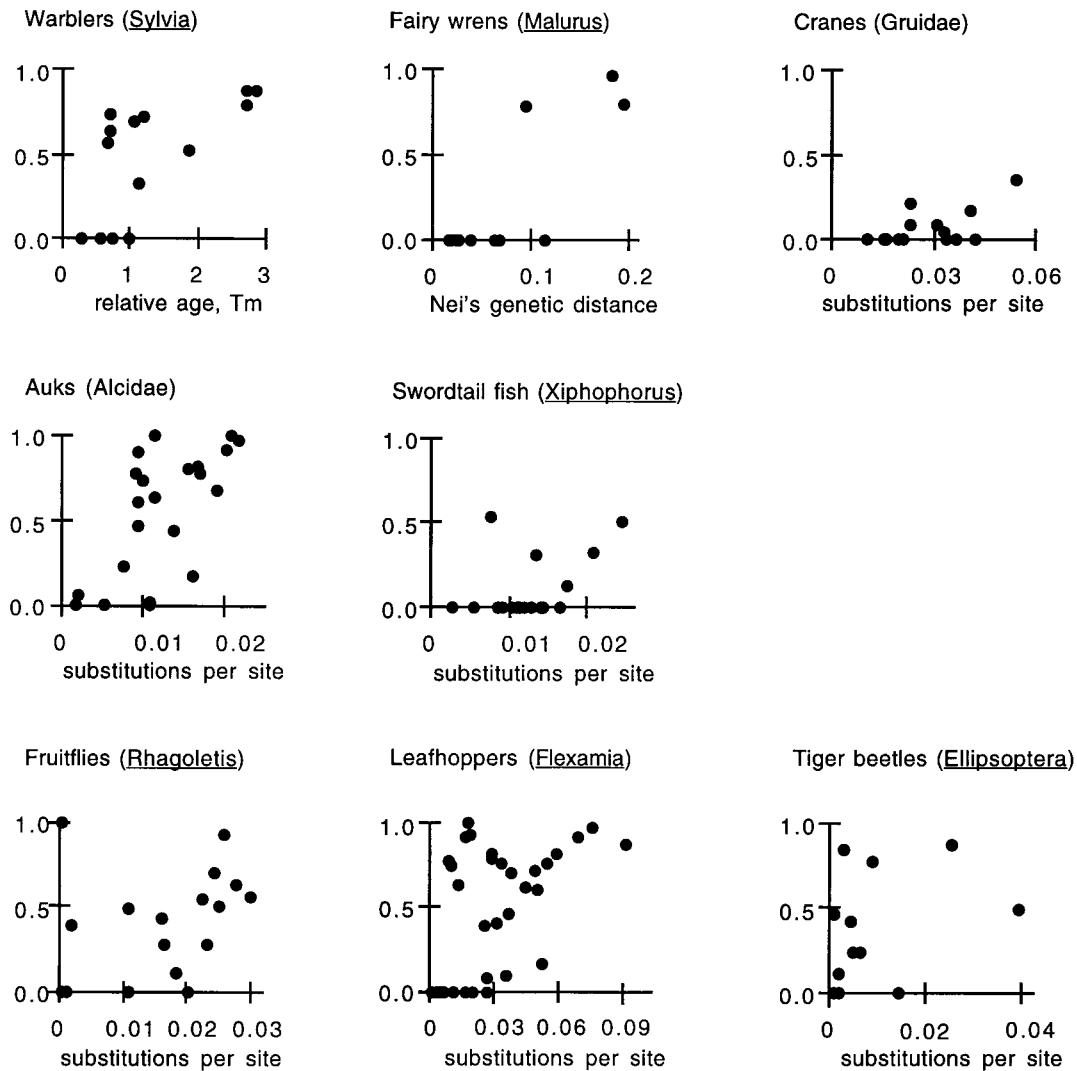 Warblers (Sylvia)
1.0
0.5
0.0
0 1 2 3
relative age, Tm
Fairy wrens (Malurus)
1.0
0.5
0.0
0 0.1 0.2
Nei's genetic distance
Cranes (Gruidae)
1.0
0.5
0.0
0 0.03 0.06
substitutions per site
Auks (Alcidae)
1.0
0.5
0.0
0 0.01 0.02
substitutions per site
Swordtail fish (Xiphophorus)
1.0
0.5
0.0
0 0.01 0.02
substitutions per site
Fruitflies (Rhagoletis)
1.0
0.5
0.0
0 0.01 0.02 0.03
substitutions per site
Leafhoppers (Flexamia)
1.0
0.5
0.0
0 0.03 0.06 0.09
substitutions per site
Tiger beetles (Ellipsoptera)
1.0
0.5
0.0
0 0.02 0.04
substitutions per site